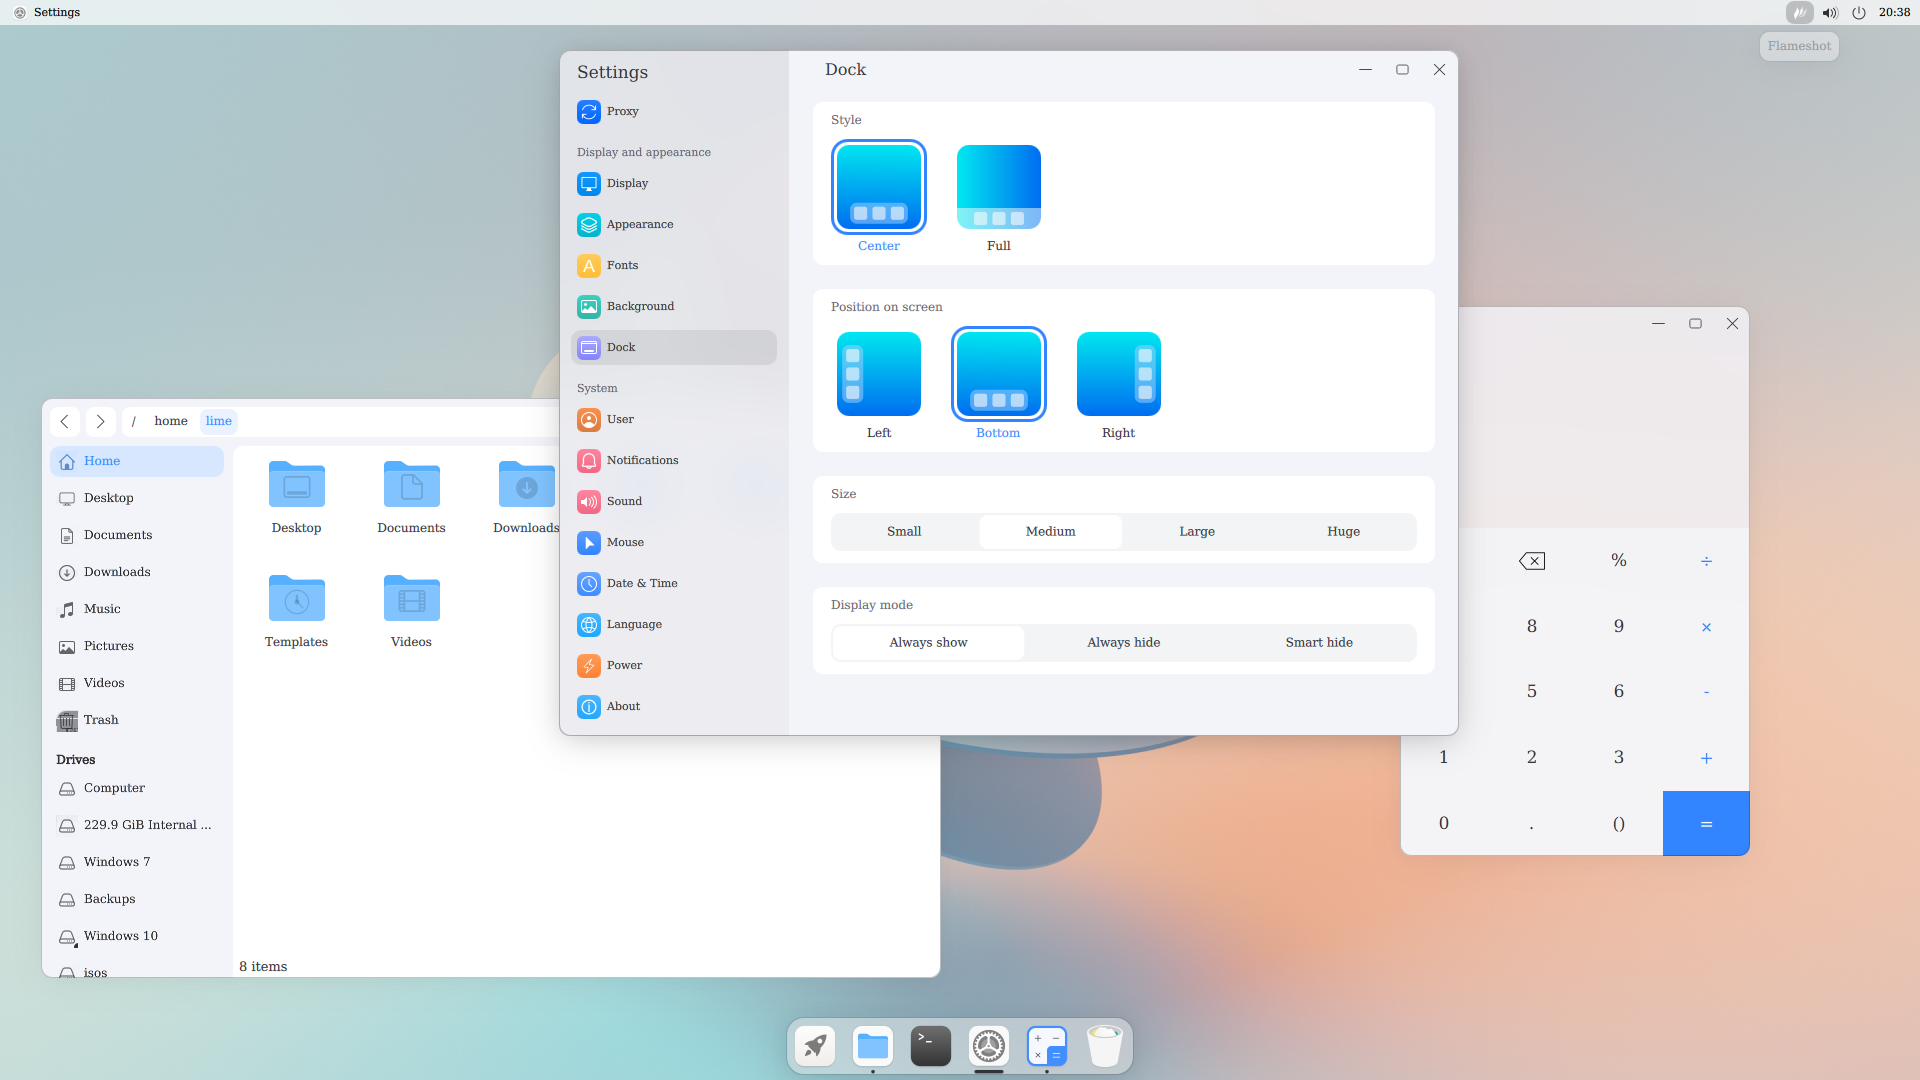 Settings
20:38
Flameshot
Settings
Proxy
Display and appearance
Display
Appearance
Fonts
Background
Dock
System
User
Notifications
Sound
Mouse
Date & Time
Language
Power
About
Dock
Style
Center
Full
Position on screen
Left
Bottom
Right
Size
Small Medium Large Huge
Display mode
Always show Always hide Smart hide
/ home lime
Home
Desktop
Documents
Downloads
Music
Pictures
Videos
Trash
Drives
Computer
229.9 GiB Internal ...
Windows 7
Backups
Windows 10
isos
Desktop Documents Downloads
Templates Videos
8 items
% ÷
8 9 ×
5 6 -
1 2 3 +
0 . () =